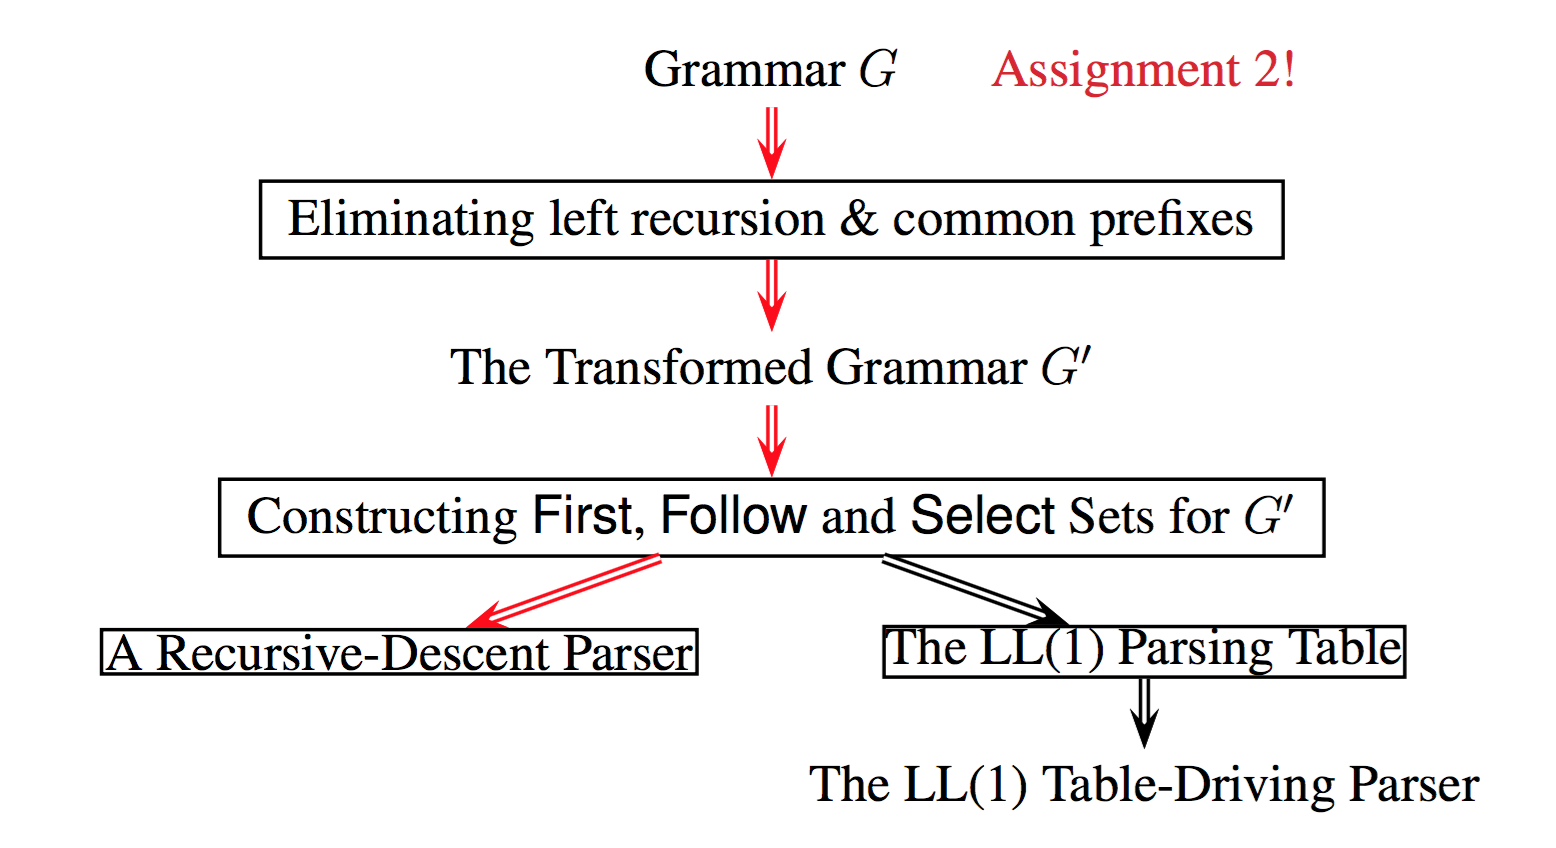 Grammar G Assignment 2!
Eliminating left recursion & common prefixes
The Transformed Grammar G′
Constructing First, Follow and Select Sets for G′
A Recursive-Descent Parser
The LL(1) Parsing Table
The LL(1) Table-Driving Parser